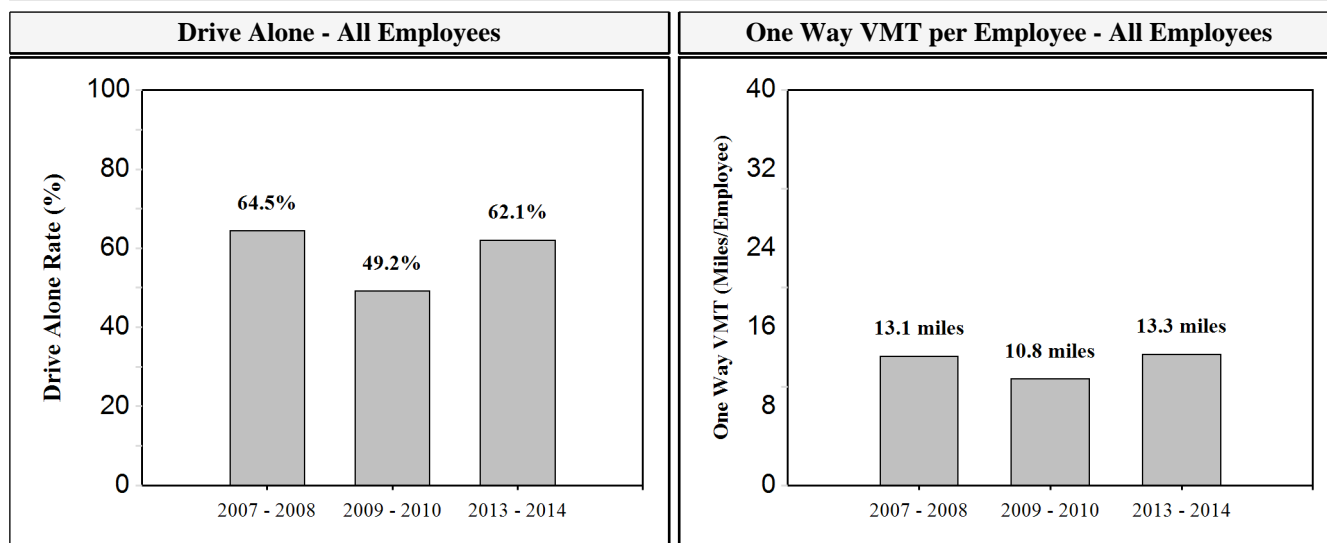 Drive Alone - All Employees
One Way VMT per Employee - All Employees
Drive Alone Rate (%)
100
80
60
40
20
0
64.5%
49.2%
62.1%
2007 - 2008
2009 - 2010
2013 - 2014
One Way VMT (Miles/Employee)
40
32
24
16
8
0
13.1 miles
10.8 miles
13.3 miles
2007 - 2008
2009 - 2010
2013 - 2014